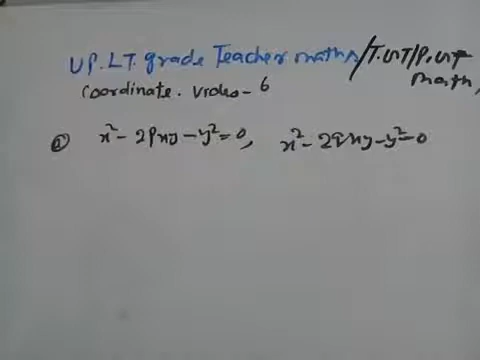 UP. LT. grade Teacher maths/T.GT/P.GT
math,
Coordinate. Video - 6
② x² - 2Pxy - y² = 0, x² - 2qxy - y² = 0